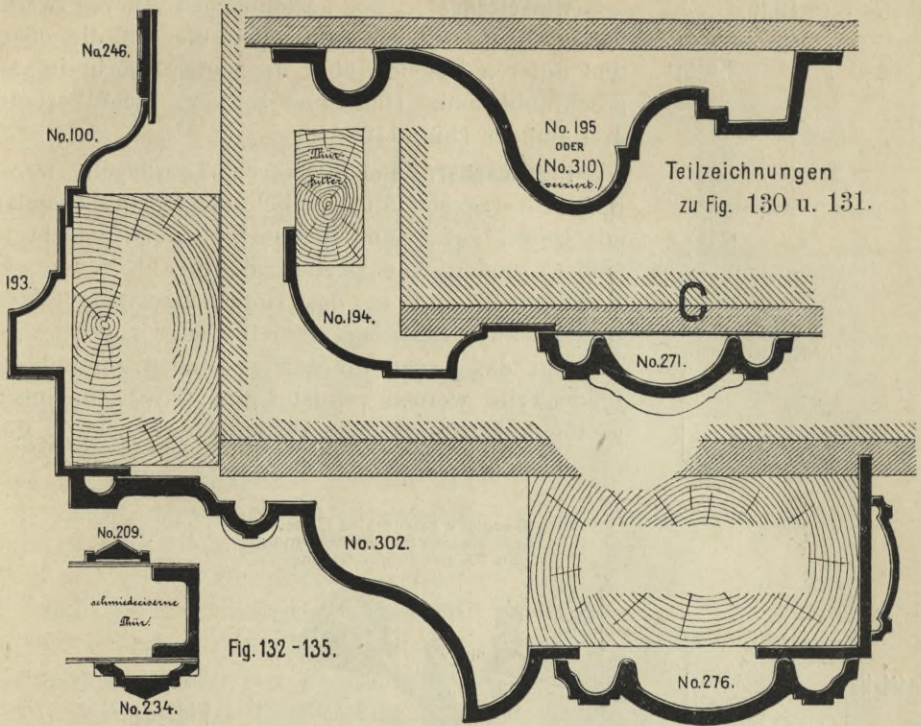 No.246.
No.100.
193.
Thür
futter
No.194.
No. 195
ODER
(No.310)
verziert.
Teilzeichnungen
zu Fig. 130 u. 131.
C
No.271.
No.302.
No.209.
schmiedeeiserne
Thür.
No.234.
Fig. 132 - 135.
No.276.